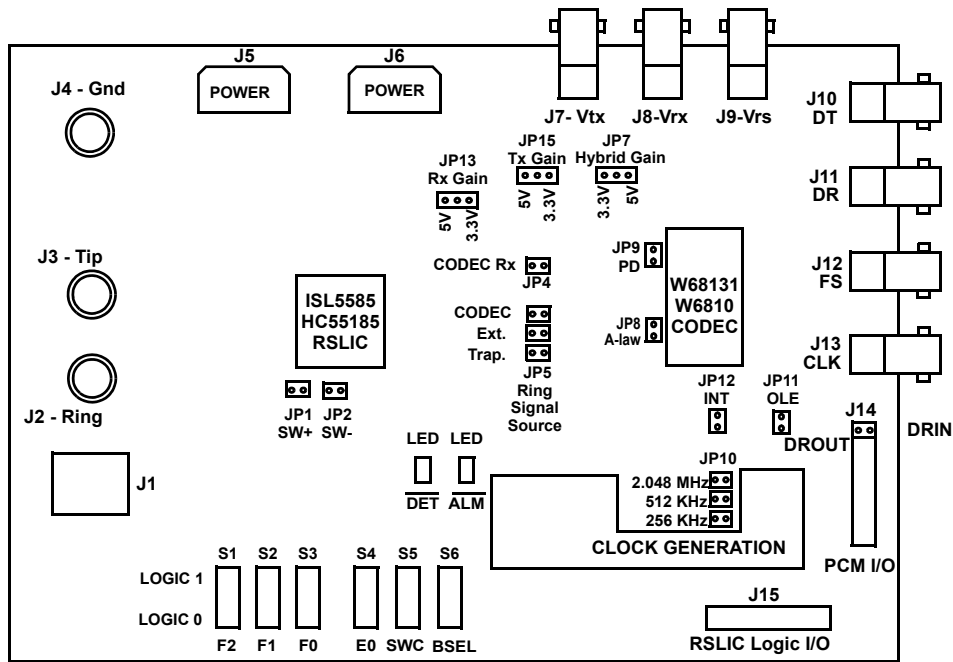 J5
J6
J4 - Gnd
POWER
POWER
J7- Vtx
J8-Vrx
J9-Vrs
J10
DT
JP13
Rx Gain
JP15
Tx Gain
JP7
Hybrid Gain
5V
3.3V
5V
3.3V
3.3V
5V
J11
DR
J3 - Tip
CODEC Rx
JP4
JP9
PD
J12
FS
ISL5585
HC55185
RSLIC
W68131
W6810
CODEC
CODEC
Ext.
Trap.
JP5
Ring
Signal
Source
JP8
A-law
J13
CLK
J2 - Ring
JP1
SW+
JP2
SW-
JP12
INT
JP11
OLE
J14
DROUT
DRIN
LED
LED
J1
DET
ALM
JP10
2.048 MHz
512 KHz
256 KHz
CLOCK GENERATION
PCM I/O
S1
S2
S3
S4
S5
S6
LOGIC 1
LOGIC 0
F2
F1
F0
E0
SWC
BSEL
J15
RSLIC Logic I/O